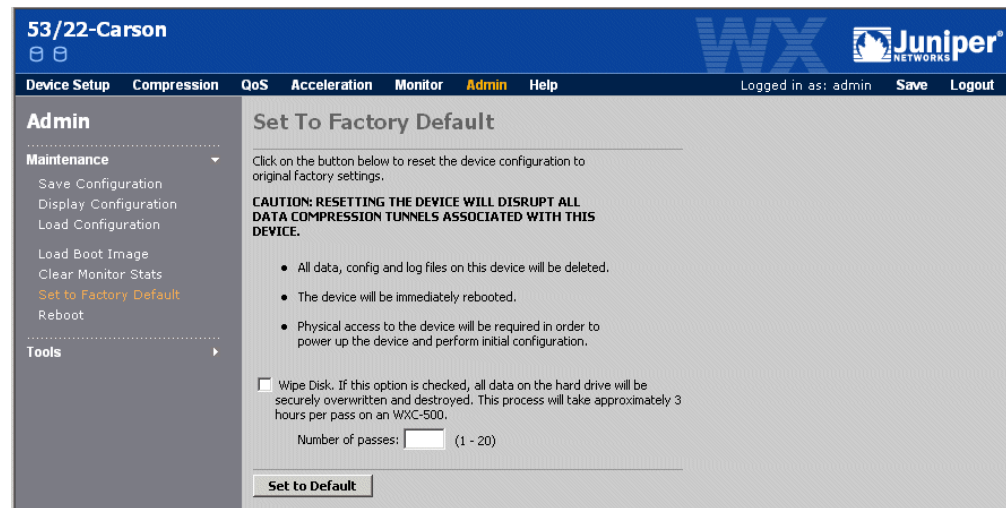 53/22-Carson
WX
Juniper®
NETWORKS
Device Setup Compression QoS Acceleration Monitor Admin Help Logged in as: admin Save Logout
Admin
Maintenance
Save Configuration
Display Configuration
Load Configuration
Load Boot Image
Clear Monitor Stats
Set to Factory Default
Reboot
Tools
Set To Factory Default
Click on the button below to reset the device configuration to
original factory settings.
CAUTION: RESETTING THE DEVICE WILL DISRUPT ALL
DATA COMPRESSION TUNNELS ASSOCIATED WITH THIS
DEVICE.
• All data, config and log files on this device will be deleted.
• The device will be immediately rebooted.
• Physical access to the device will be required in order to
power up the device and perform initial configuration.
Wipe Disk. If this option is checked, all data on the hard drive will be
securely overwritten and destroyed. This process will take approximately 3
hours per pass on an WXC-500.
Number of passes: (1 - 20)
Set to Default